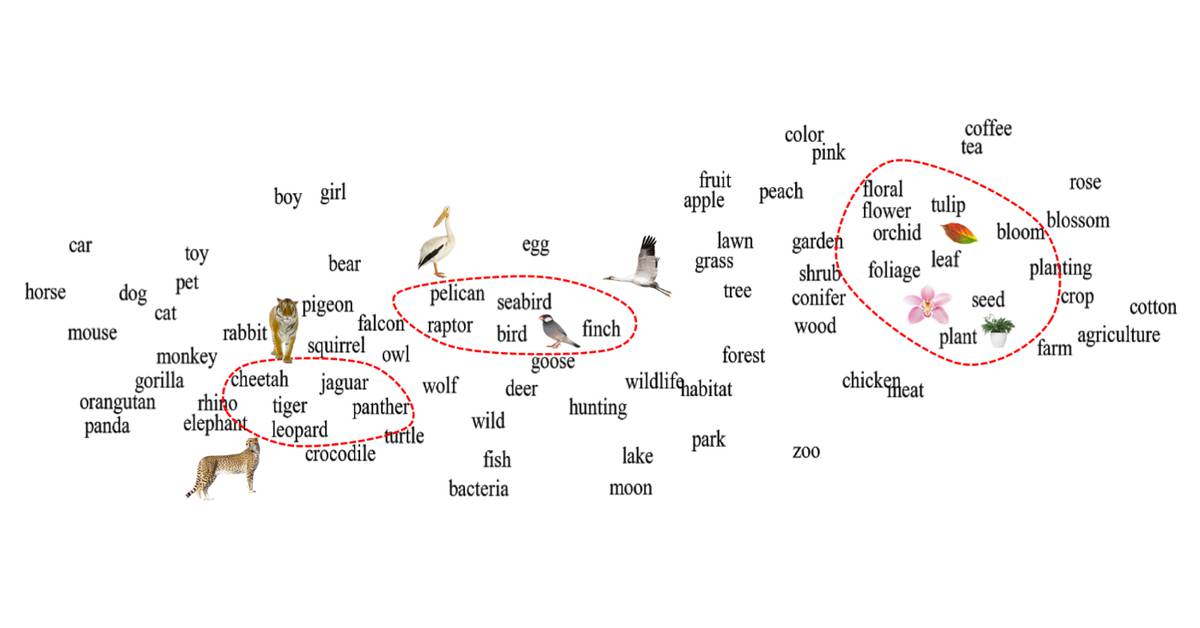 coffee
color
tea
pink
fruit
floral
rose
boy
girl
apple
peach
flower
tulip
blossom
orchid
bloom
car
toy
egg
lawn
garden
bear
grass
shrub
foliage
leaf
planting
horse
dog
pet
pelican
seabird
tree
conifer
seed
crop
cotton
cat
pigeon
mouse
rabbit
falcon
raptor
bird
finch
wood
plant
agriculture
monkey
squirrel
owl
goose
forest
farm
gorilla
cheetah
jaguar
wolf
deer
wildlife
habitat
chicken
meat
orangutan
rhino
tiger
panther
hunting
panda
elephant
leopard
turtle
wild
park
crocodile
fish
lake
zoo
bacteria
moon